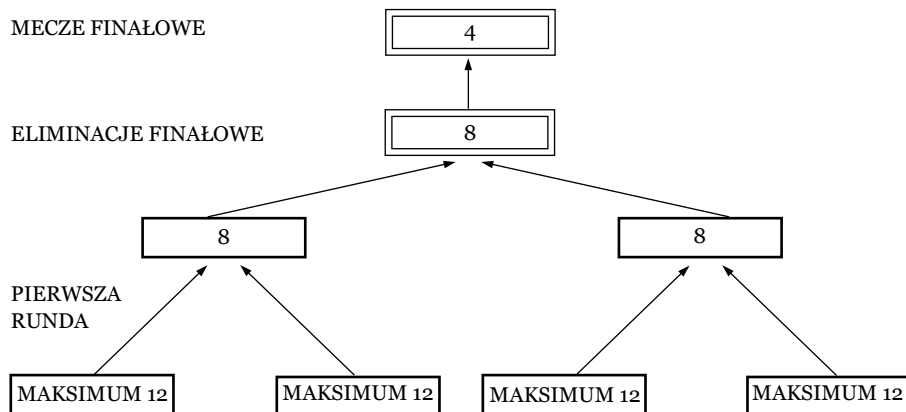 MECZE FINAŁOWE
4
ELIMINACJE FINAŁOWE
8
8
8
PIERWSZA
RUNDA
MAKSIMUM 12
MAKSIMUM 12
MAKSIMUM 12
MAKSIMUM 12